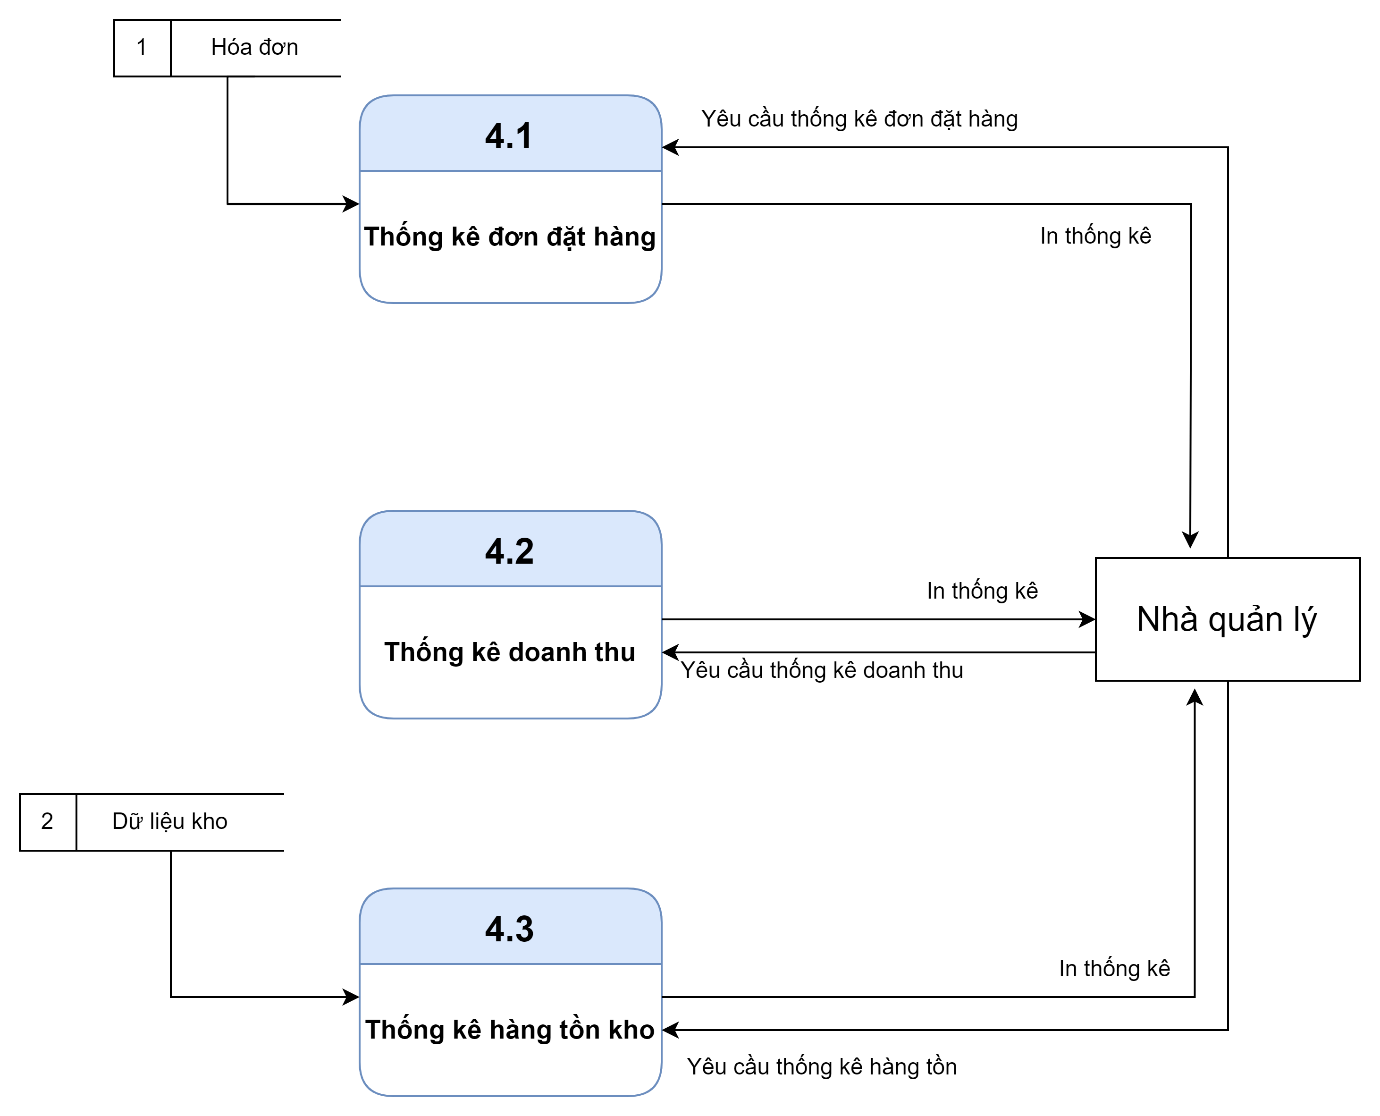 1
Hóa đơn
4.1
Thống kê đơn đặt hàng
Yêu cầu thống kê đơn đặt hàng
In thống kê
4.2
Thống kê doanh thu
In thống kê
Yêu cầu thống kê doanh thu
Nhà quản lý
2
Dữ liệu kho
4.3
Thống kê hàng tồn kho
In thống kê
Yêu cầu thống kê hàng tồn